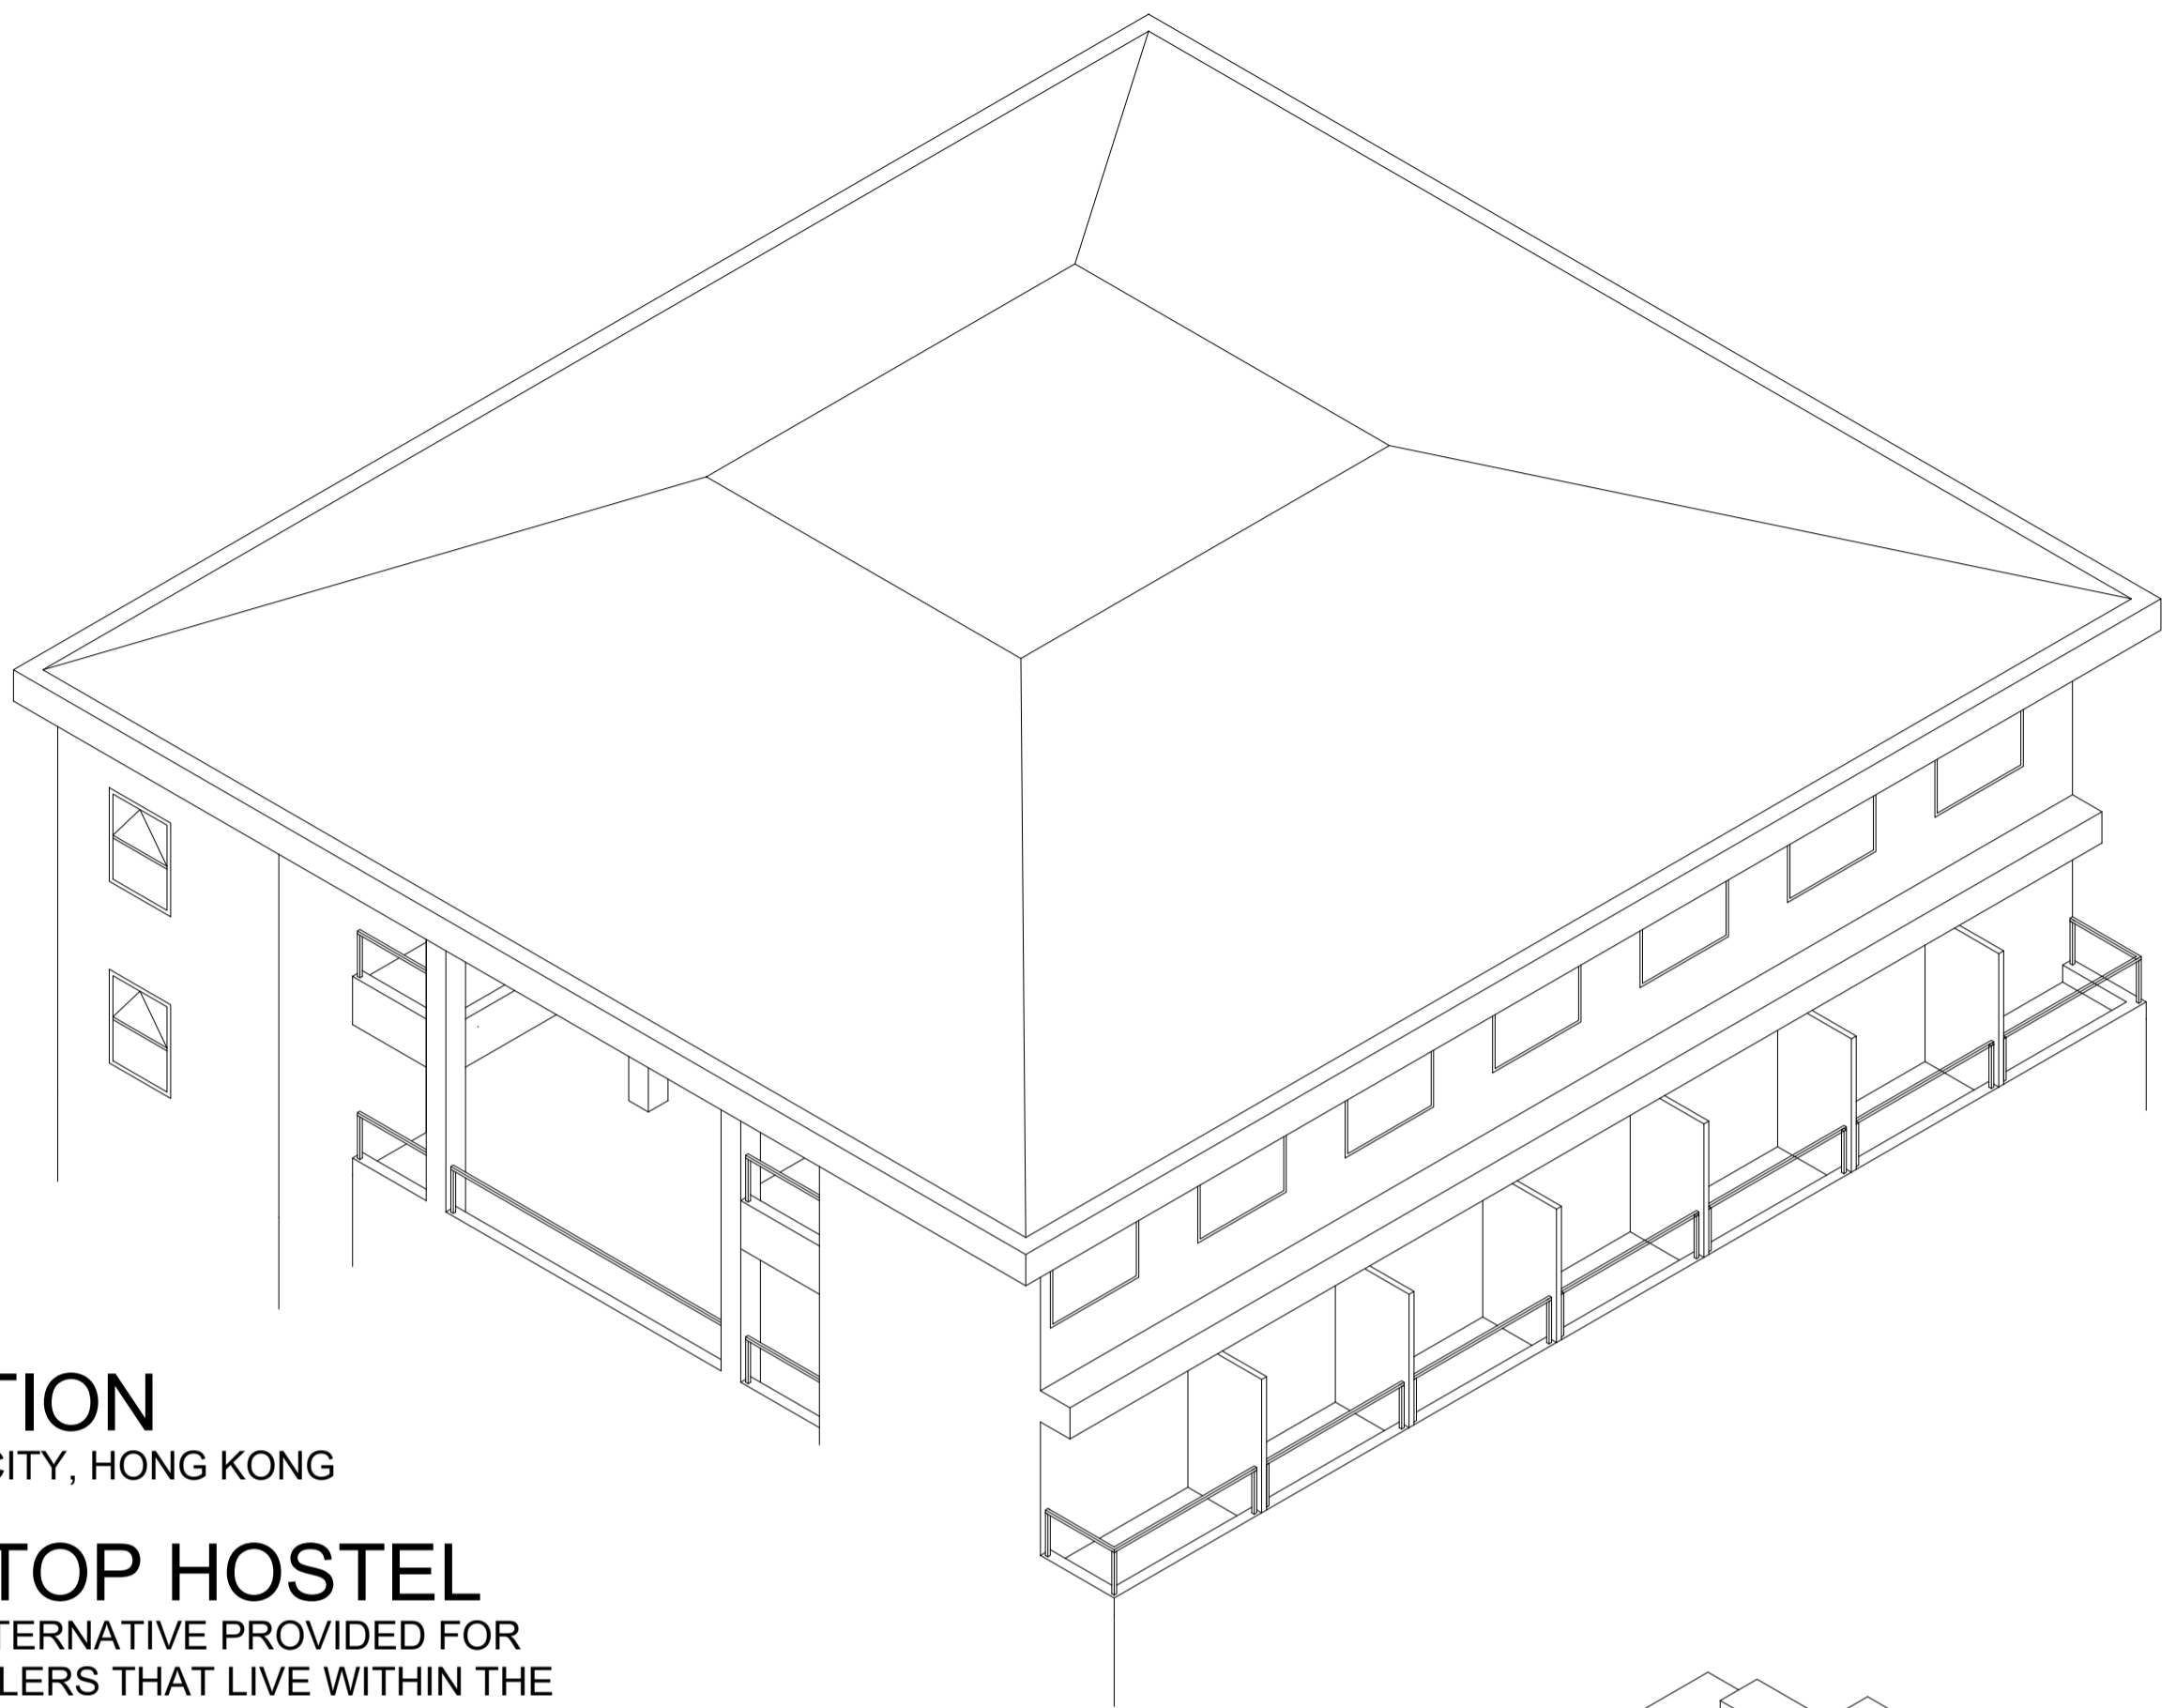 TION
CITY, HONG KONG
TOP HOSTEL
TERNATIVE PROVIDED FOR
LERS THAT LIVE WITHIN THE